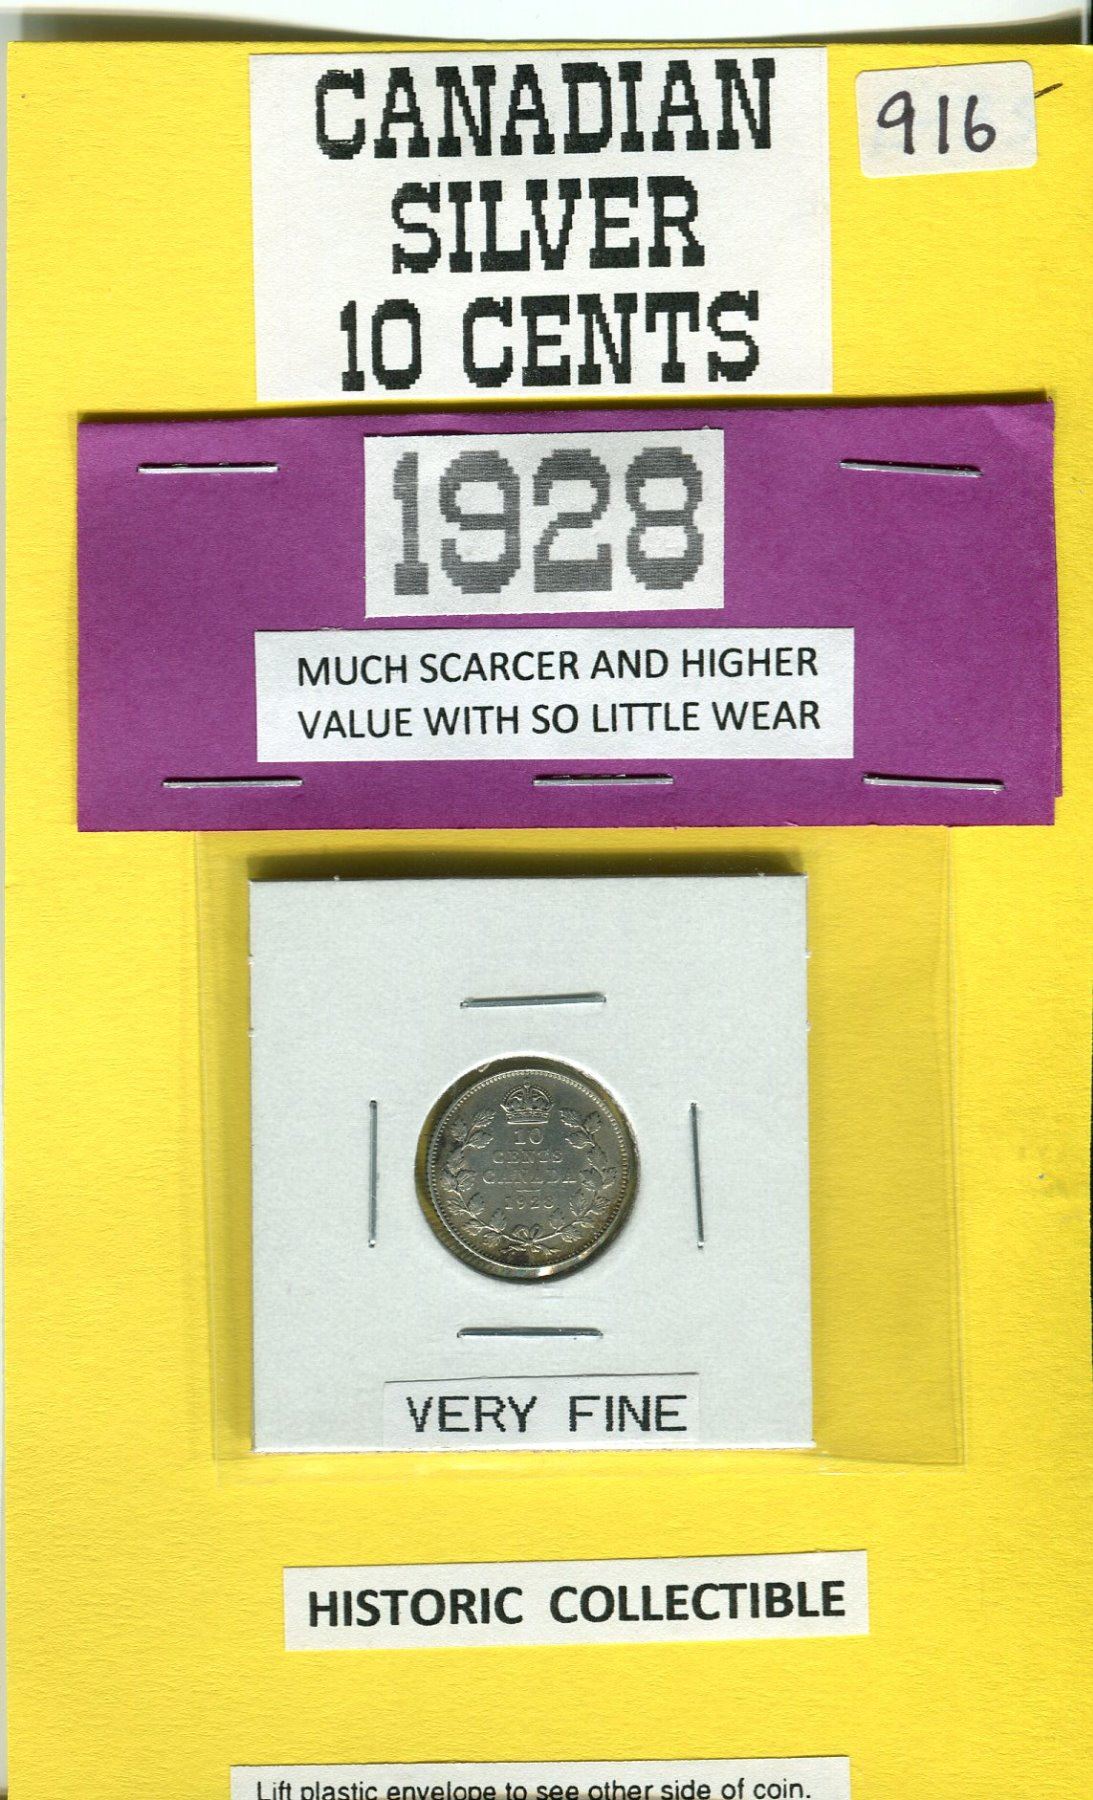 CANADIAN
SILVER
10 CENTS
916
1928
MUCH SCARCER AND HIGHER
VALUE WITH SO LITTLE WEAR
10
CENTS
CANADA
1928
VERY FINE
HISTORIC COLLECTIBLE
Lift plastic envelope to see other side of coin.